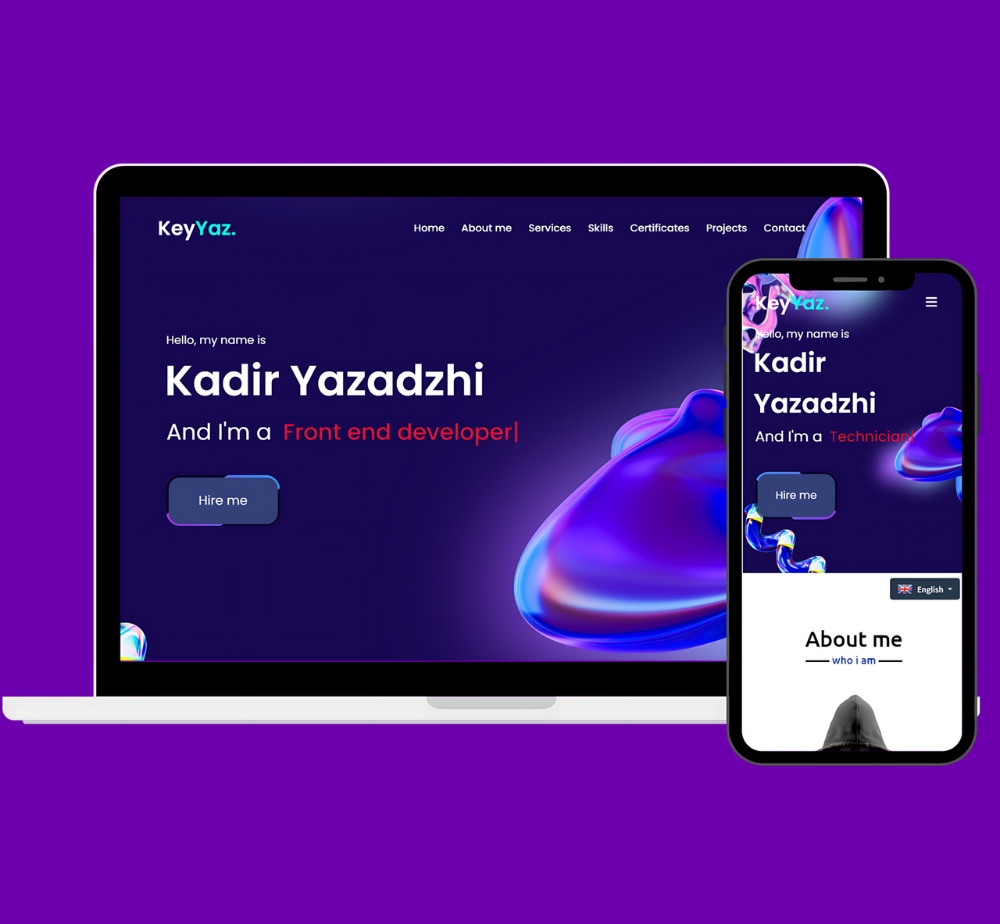 KeyYaz.
Home About me Services Skills Certificates Projects Contact
Hello, my name is
Kadir Yazadzhi
And I'm a Front end developer|
Hire me
KeyYaz.
Hello, my name is
Kadir
Yazadzhi
And I'm a Technician|
Hire me
English
About me
who i am